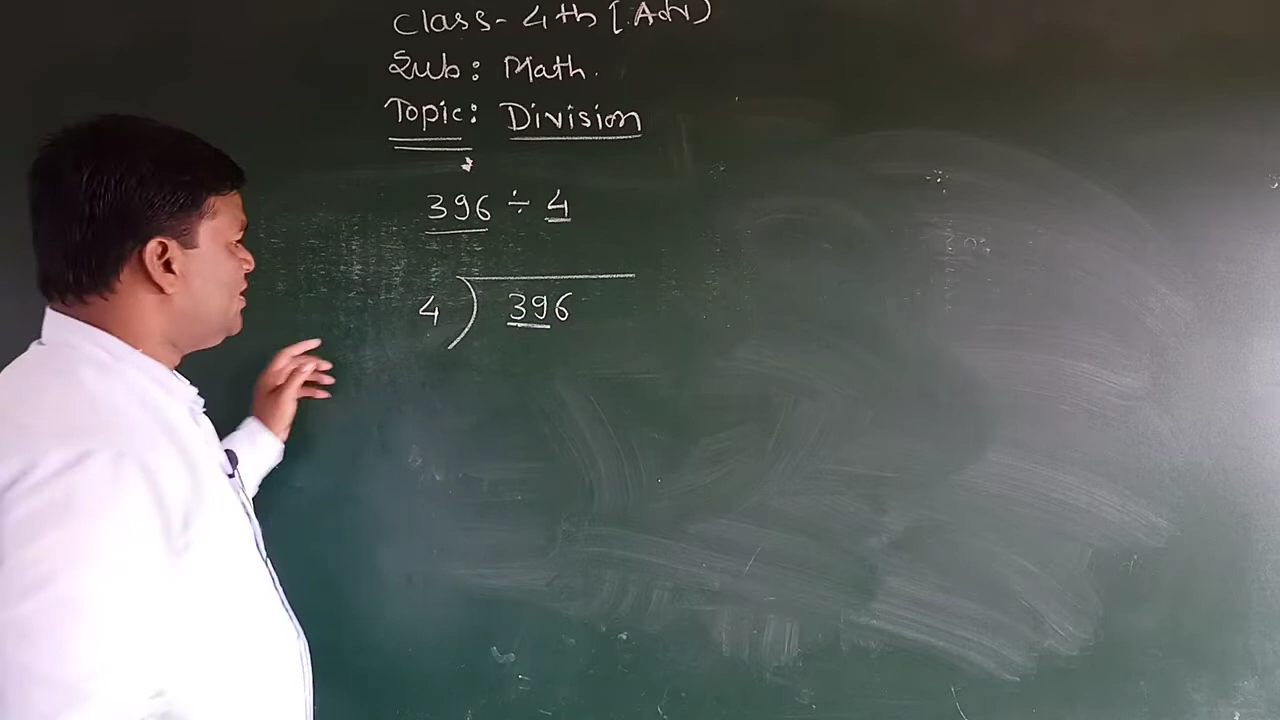 Class- 4th [Adv)
Sub: Math.
Topic: Division
396 ÷ 4
4 ) 396